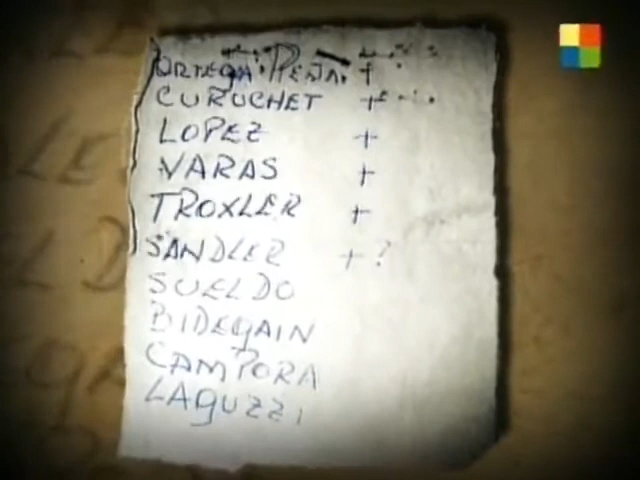 ORTEGA PEÑA. +
CURUCHET +
LOPEZ +
VARAS +
TROXLER +
SANDLER + ?
SUELDO
BIDEGAIN
CAMPORA
LAGUZZI